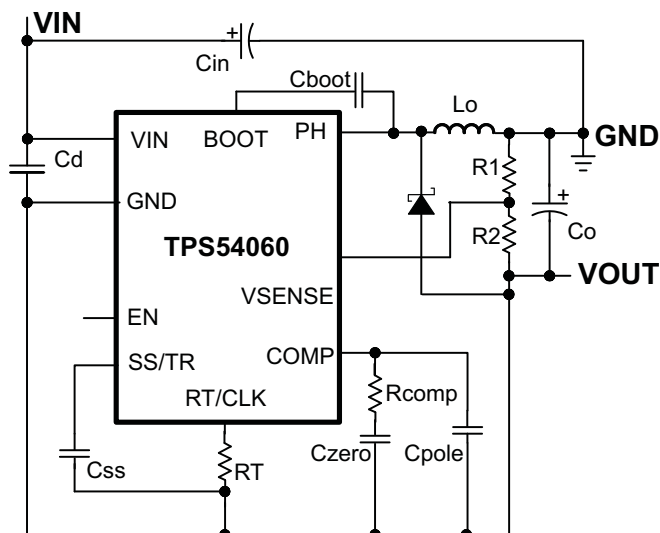 VIN
+
Cin
Cboot
Lo
VIN
BOOT
PH
GND
Cd
R1
GND
+
TPS54060
R2
Co
VOUT
VSENSE
EN
COMP
SS/TR
Rcomp
RT/CLK
Czero
Cpole
Css
RT